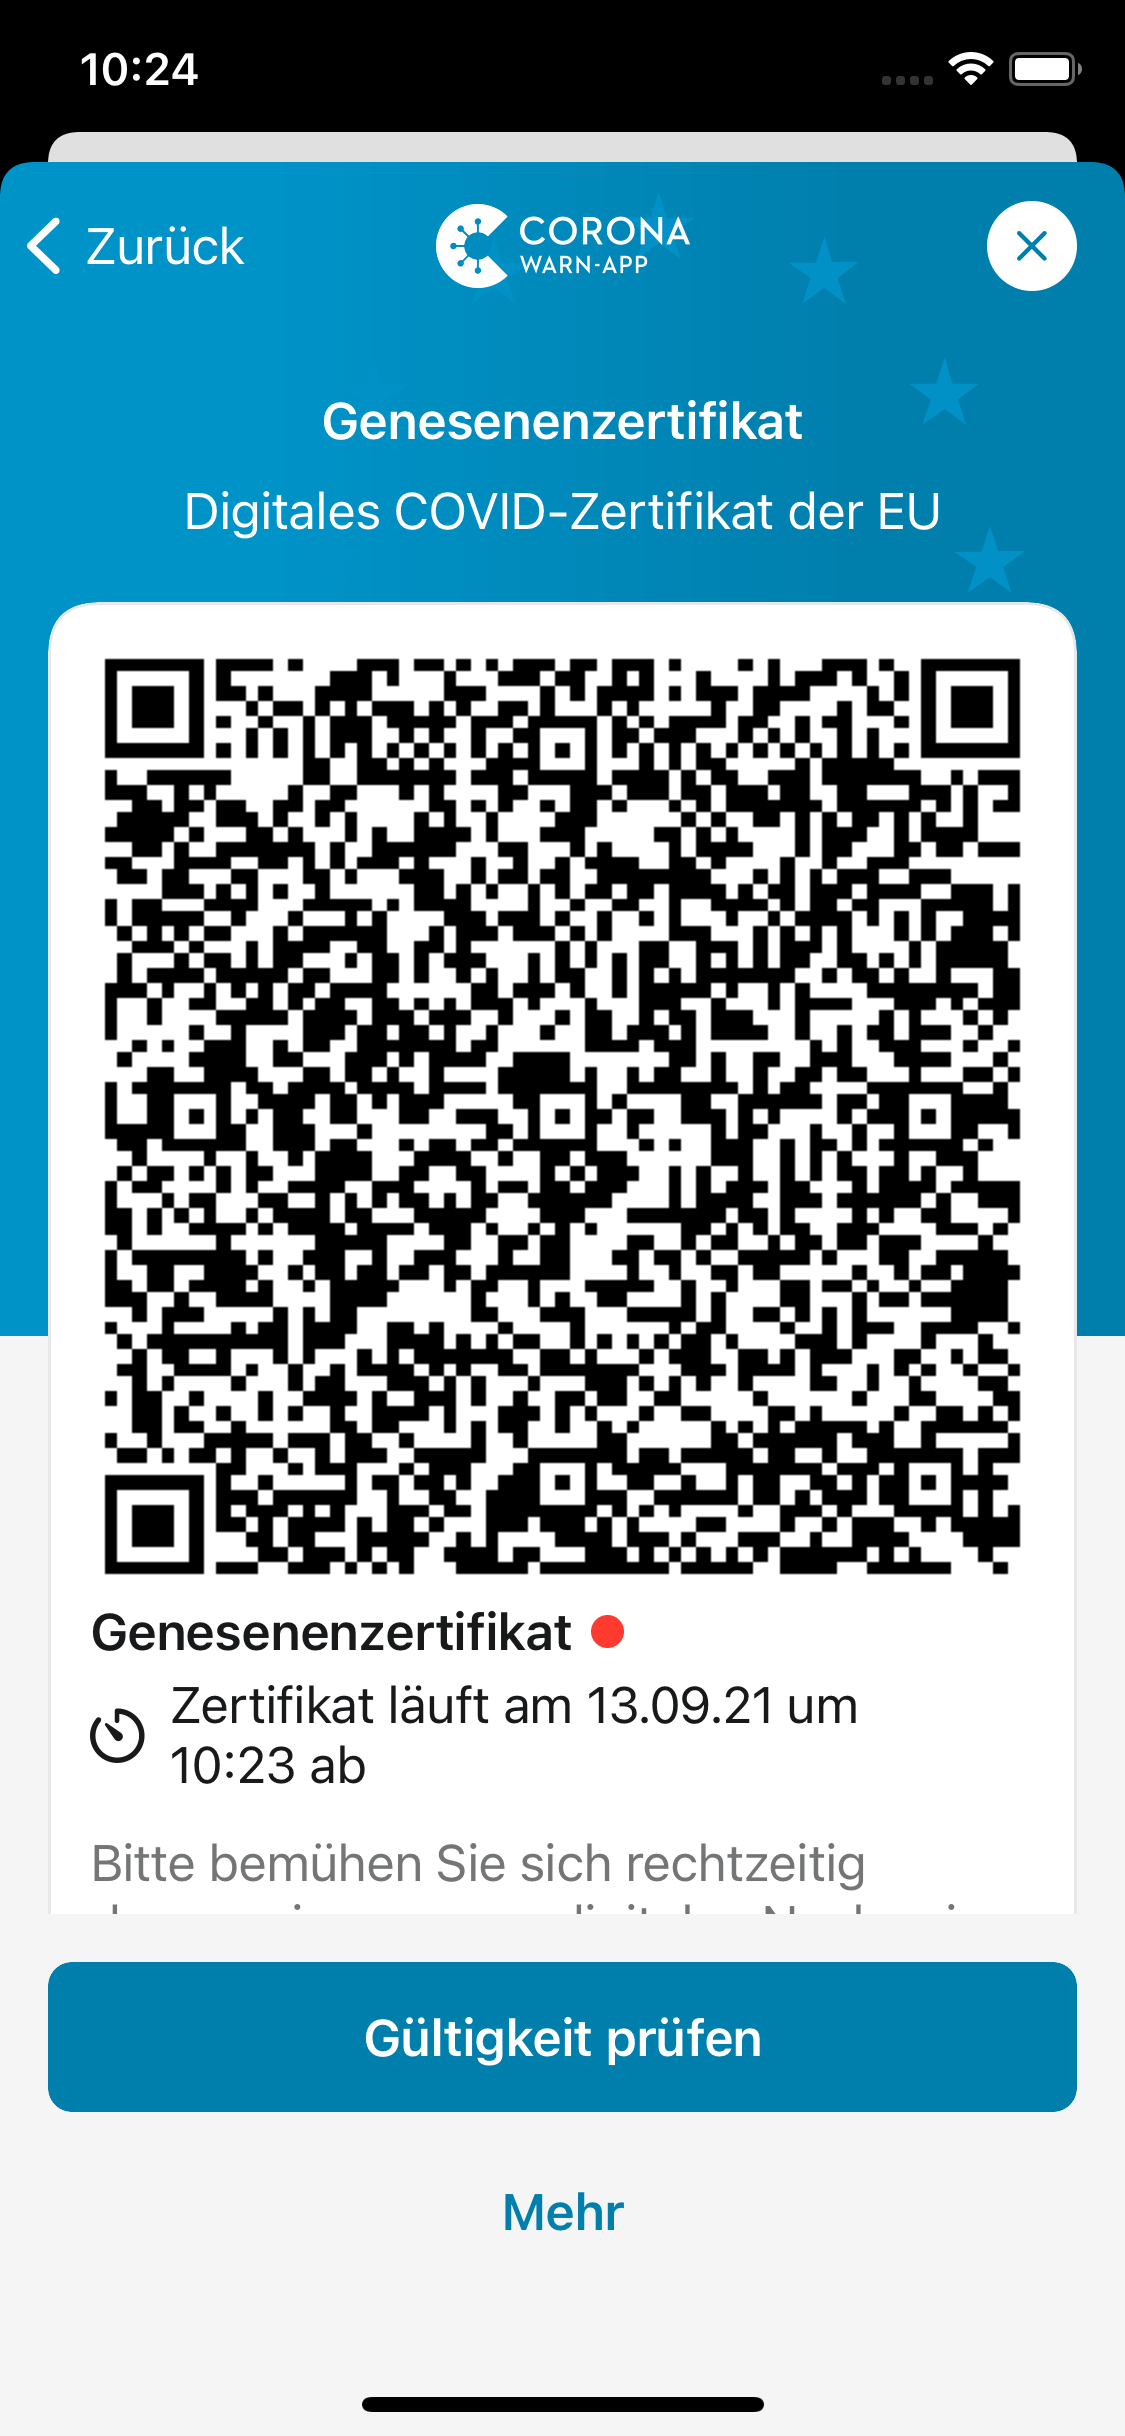 10:24
Zurück
CORONA
WARN-APP
Genesenenzertifikat
Digitales COVID-Zertifikat der EU
Genesenenzertifikat
Zertifikat läuft am 13.09.21 um
10:23 ab
Bitte bemühen Sie sich rechtzeitig
Gültigkeit prüfen
Mehr